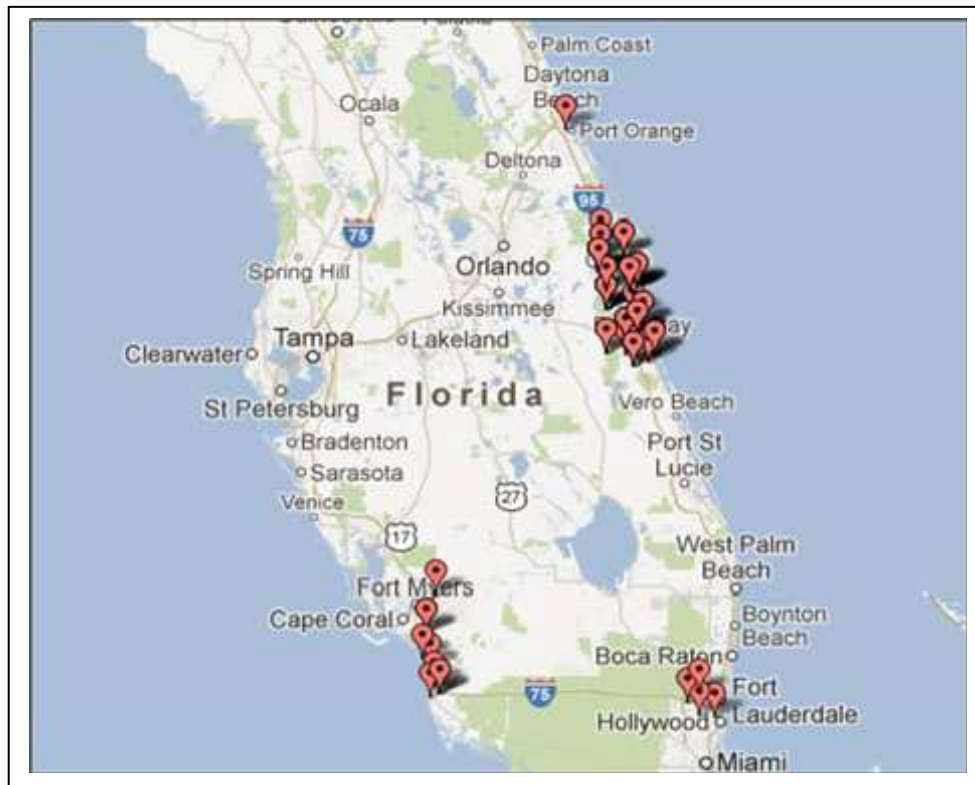 Palm Coast
Daytona
Beach
Ocala
Port Orange
Deltona
95
75
Orlando
Spring Hill
Kissimmee
Tampa
Lakeland
Clearwater
Florida
St Petersburg
Vero Beach
Bradenton
Port St
Lucie
Sarasota
Venice
27
17
West Palm
Beach
Fort Myers
Cape Coral
Boynton
Beach
Boca Raton
75
Fort
Lauderdale
Hollywood
Miami